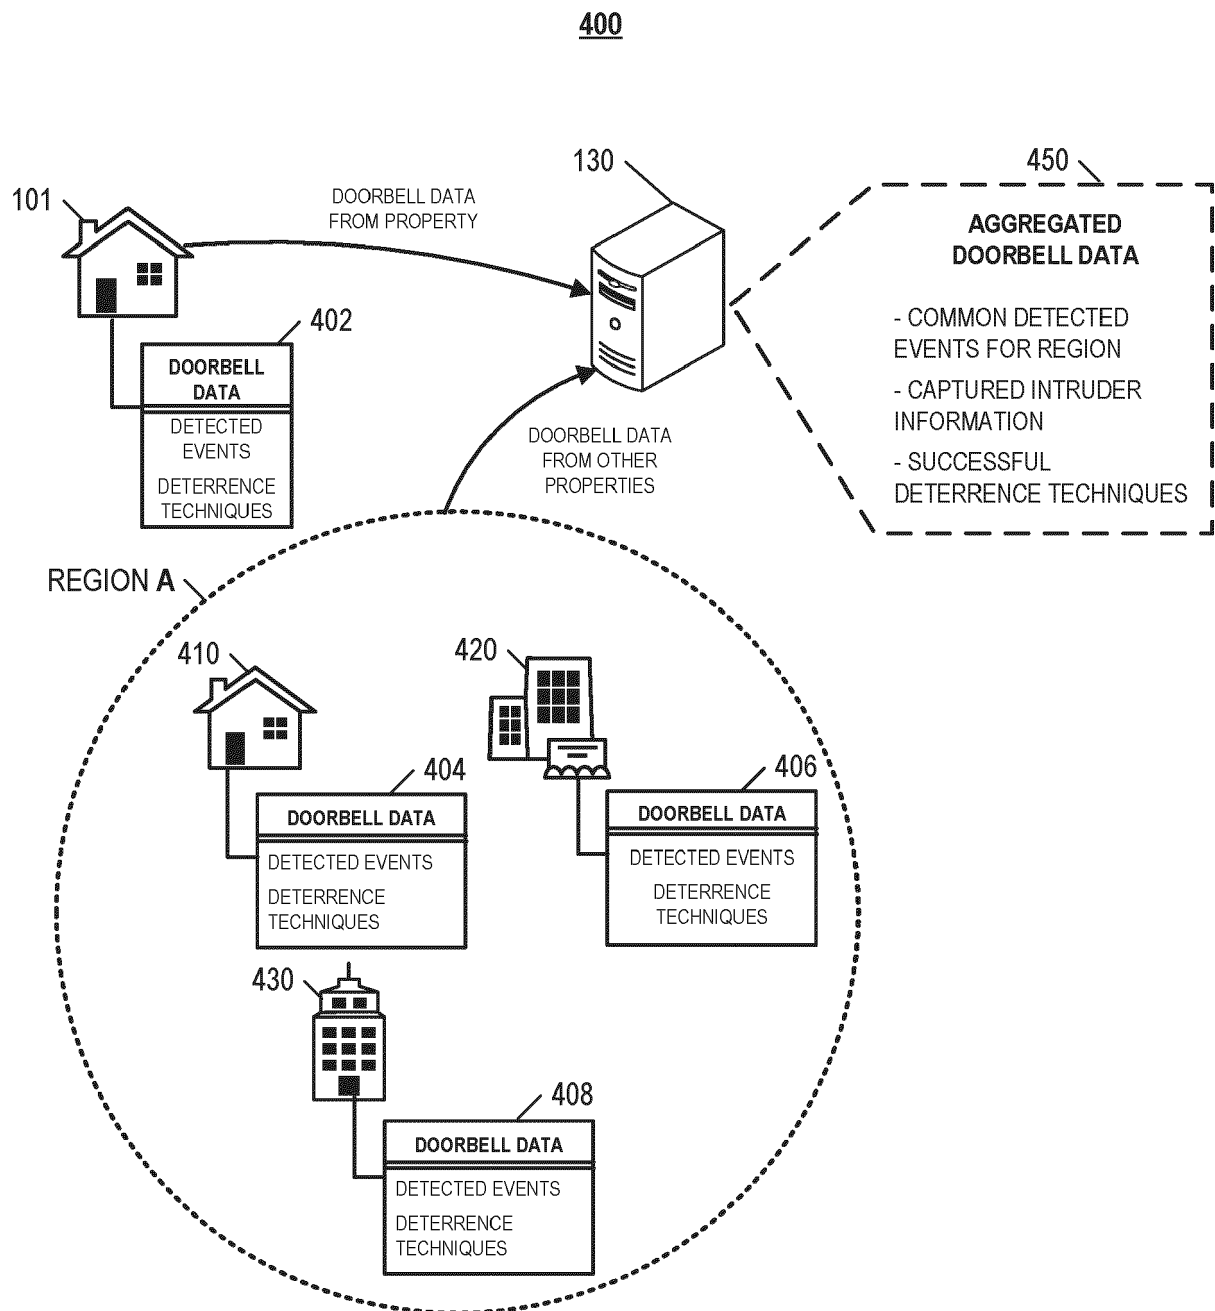 400
101
DOORBELL DATA
FROM PROPERTY
130
450
AGGREGATED
DOORBELL DATA
- COMMON DETECTED
EVENTS FOR REGION
- CAPTURED INTRUDER
INFORMATION
- SUCCESSFUL
DETERRENCE TECHNIQUES
402
DOORBELL
DATA
DETECTED
EVENTS
DETERRENCE
TECHNIQUES
DOORBELL DATA
FROM OTHER
PROPERTIES
REGION A
410
404
DOORBELL DATA
DETECTED EVENTS
DETERRENCE
TECHNIQUES
420
406
DOORBELL DATA
DETECTED EVENTS
DETERRENCE
TECHNIQUES
430
408
DOORBELL DATA
DETECTED EVENTS
DETERRENCE
TECHNIQUES